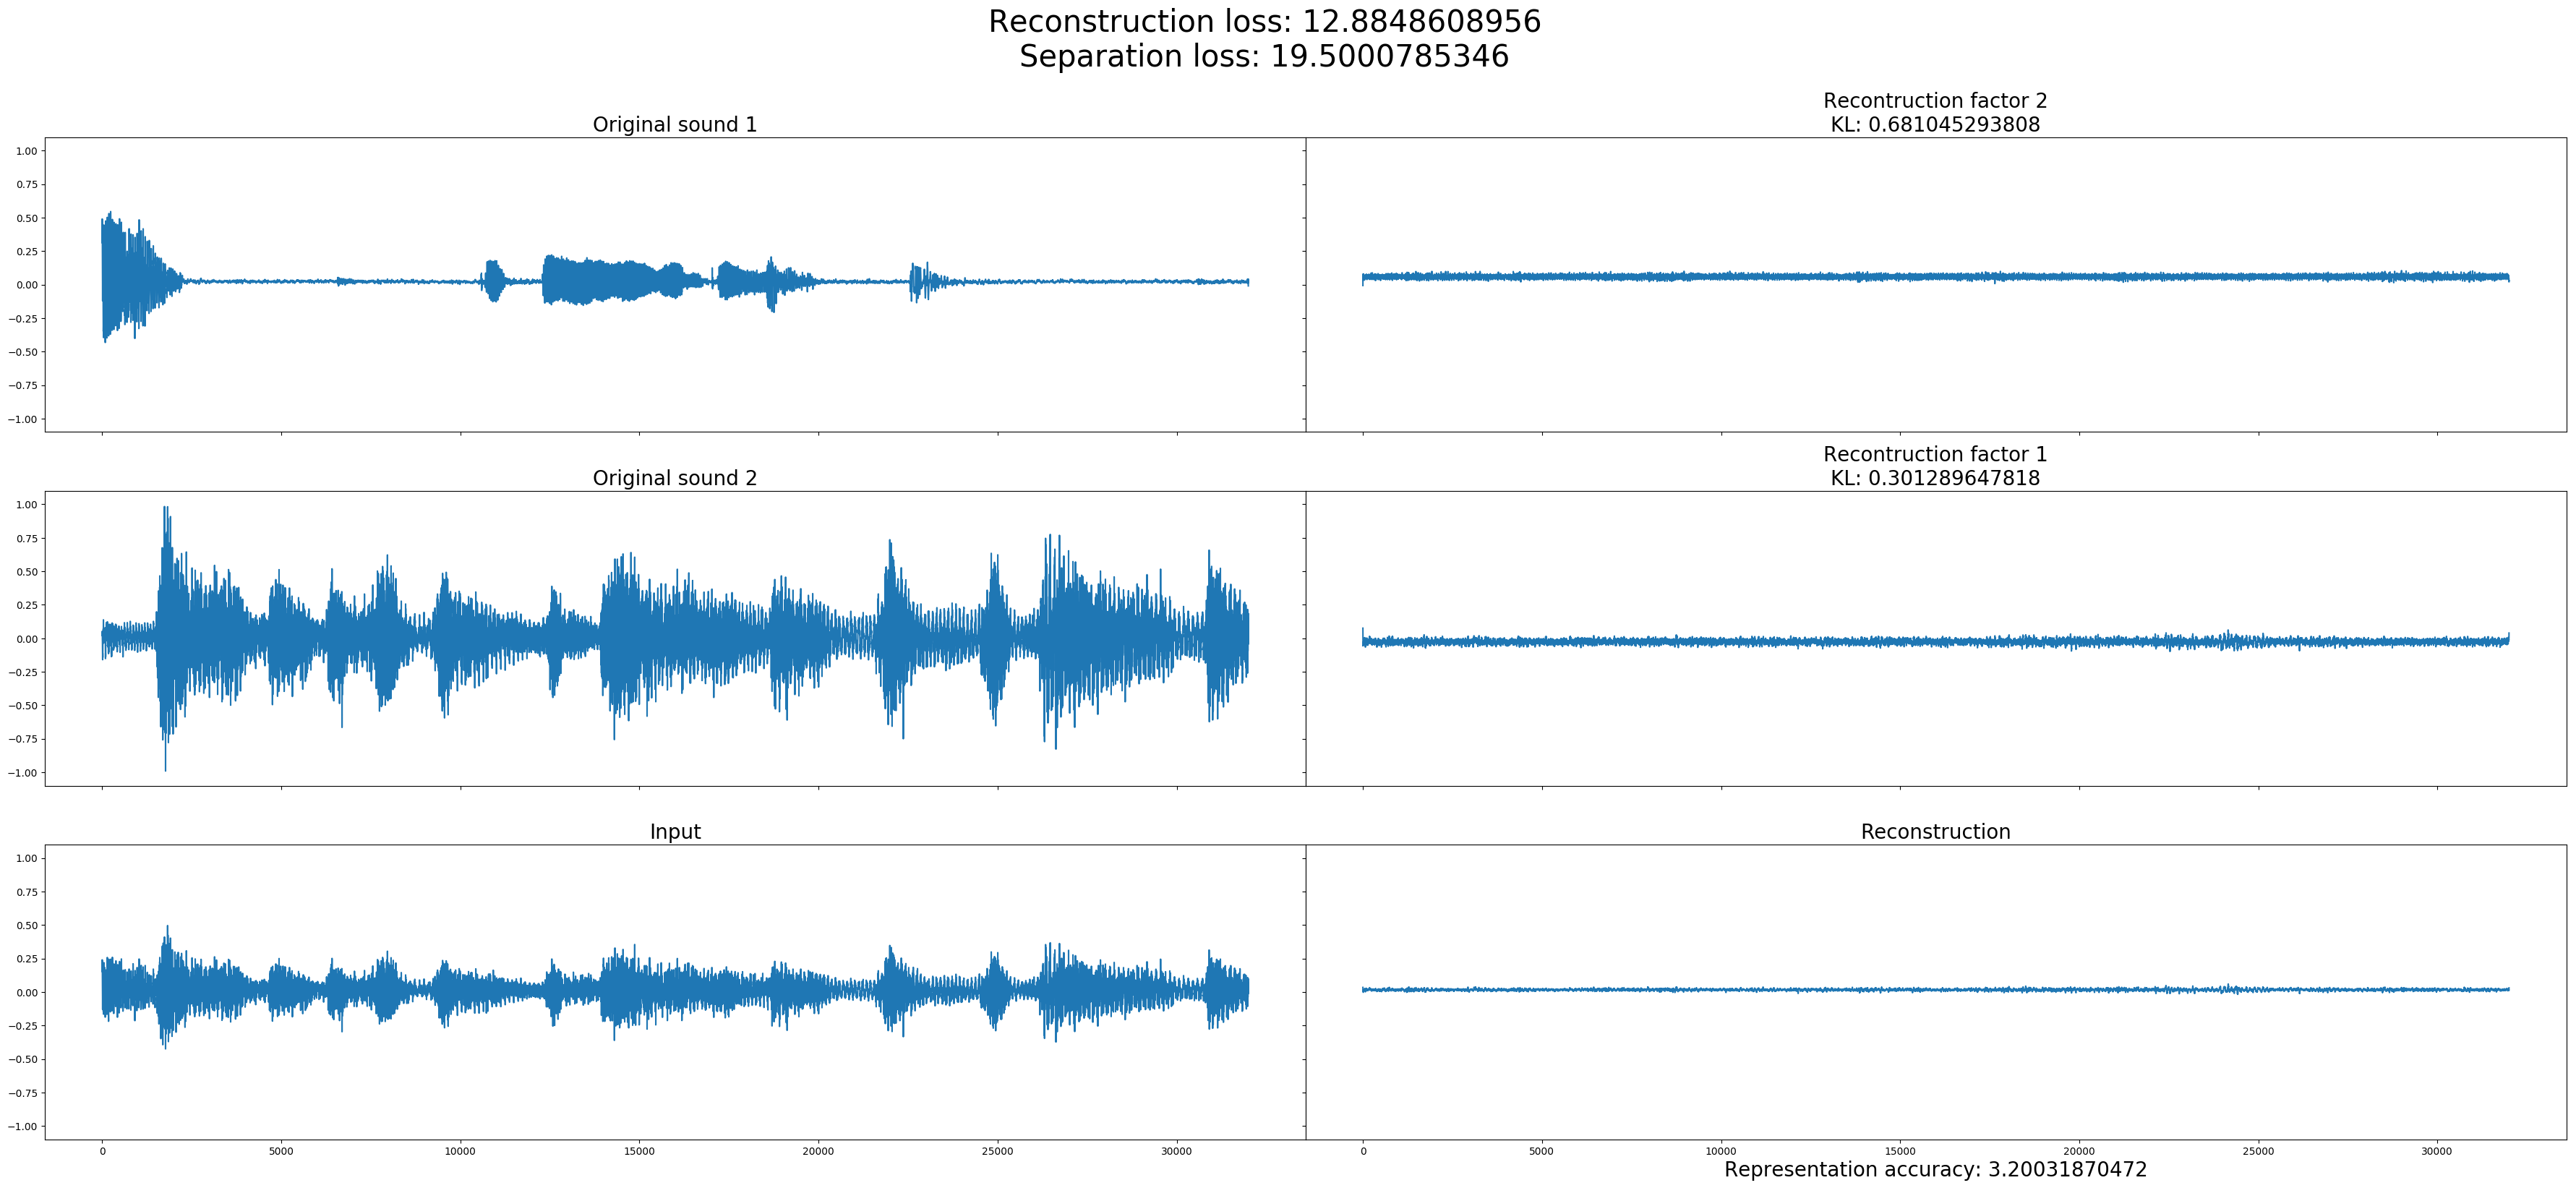 Reconstruction loss: 12.8848608956
Separation loss: 19.5000785346
Original sound 1
1.00
0.75
0.50
0.25
0.00
−0.25
−0.50
−0.75
−1.00
Recontruction factor 2
KL: 0.681045293808
Original sound 2
1.00
0.75
0.50
0.25
0.00
−0.25
−0.50
−0.75
−1.00
Recontruction factor 1
KL: 0.301289647818
Input
1.00
0.75
0.50
0.25
0.00
−0.25
−0.50
−0.75
−1.00
0 5000 10000 15000 20000 25000 30000
Reconstruction
0 5000 10000 15000 20000 25000 30000
Representation accuracy: 3.20031870472